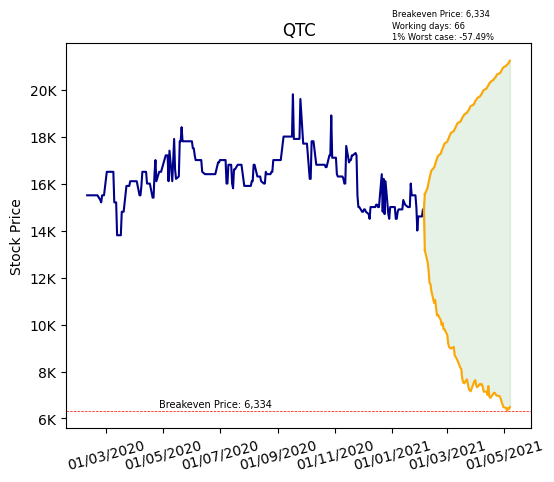 Breakeven Price: 6,334
Working days: 66
1% Worst case: -57.49%
QTC
Stock Price
20K
18K
16K
14K
12K
10K
8K
6K
Breakeven Price: 6,334
01/03/2020
01/05/2020
01/07/2020
01/09/2020
01/11/2020
01/01/2021
01/03/2021
01/05/2021